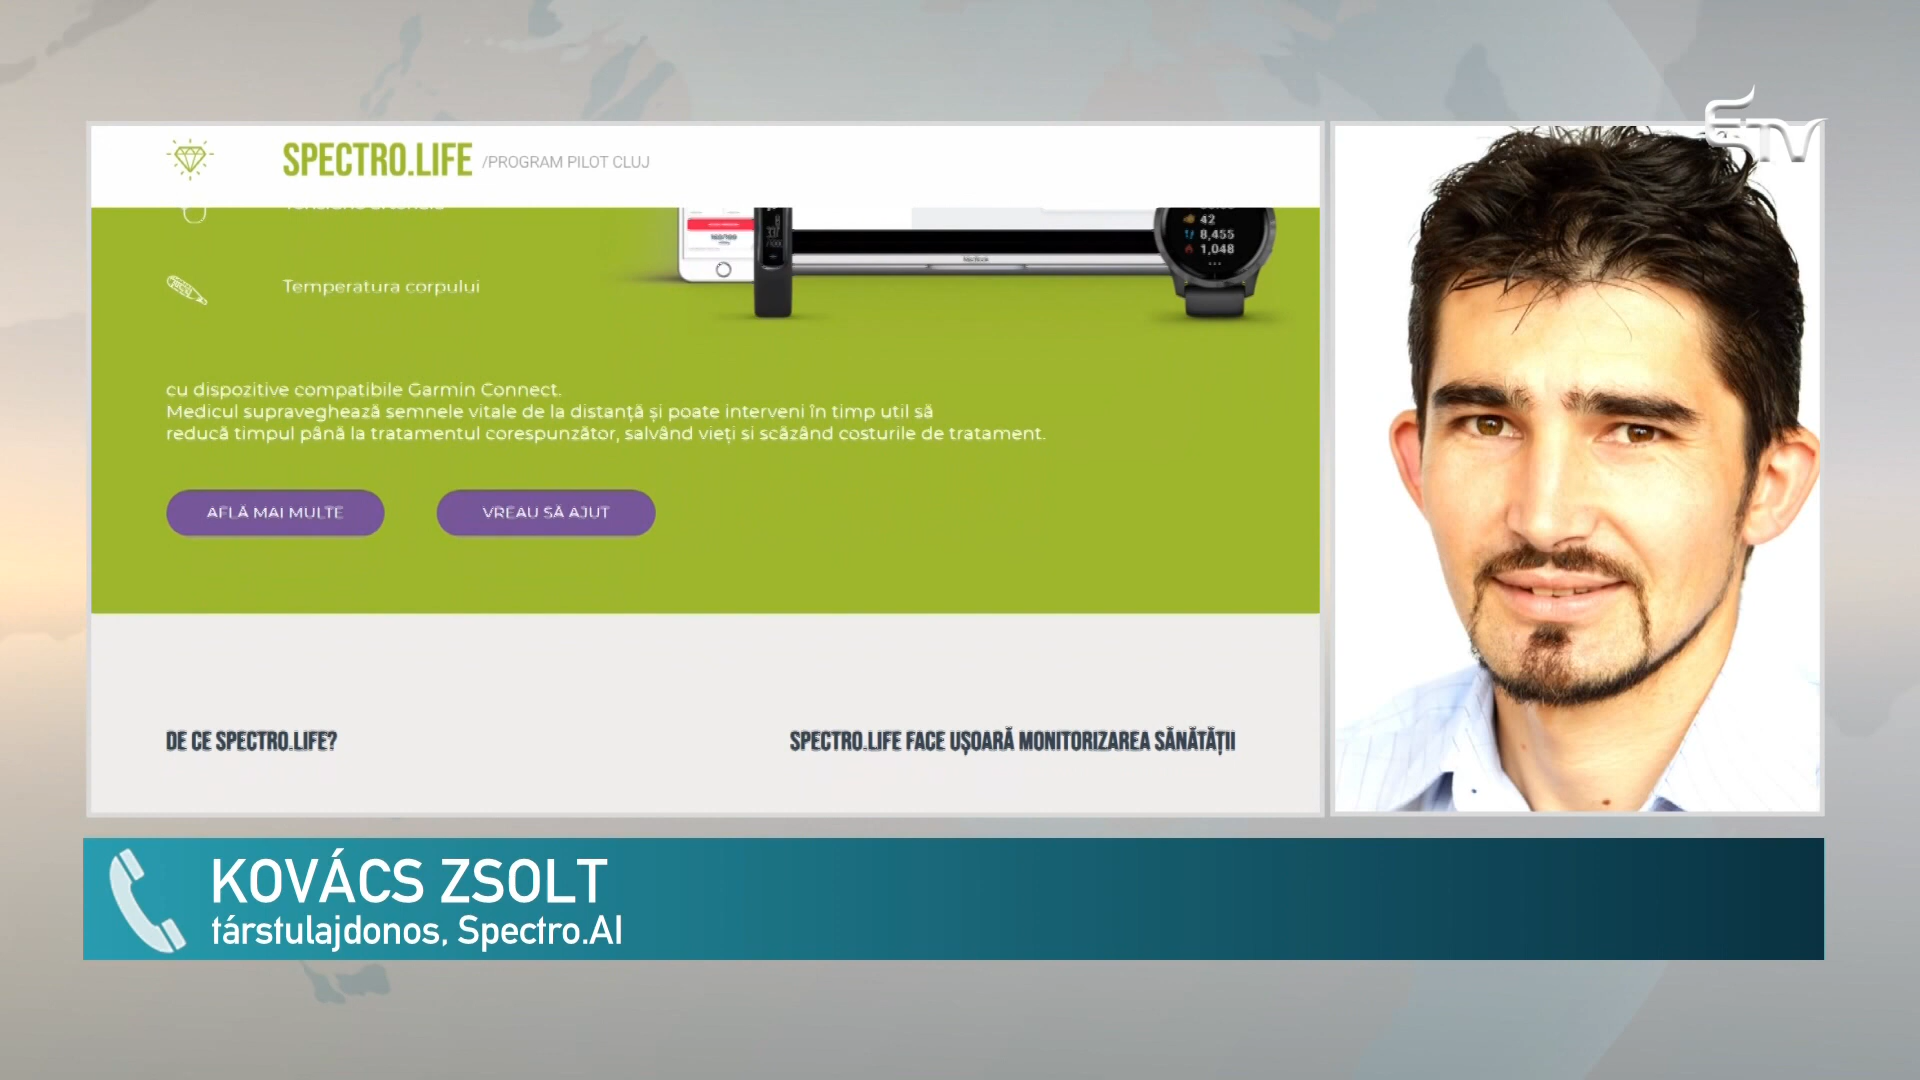 ETV
SPECTRO.LIFE /PROGRAM PILOT CLUJ
42
8,455
1,048
MacBook
Temperatura corpului
cu dispozitive compatibile Garmin Connect.
Medicul supraveghează semnele vitale de la distanță și poate interveni în timp util să
reducă timpul până la tratamentul corespunzător, salvând vieți si scăzând costurile de tratament.
AFLĂ MAI MULTE
VREAU SĂ AJUT
DE CE SPECTRO.LIFE?
SPECTRO.LIFE FACE UȘOARĂ MONITORIZAREA SĂNĂTĂȚII
KOVÁCS ZSOLT
társtulajdonos, Spectro.AI